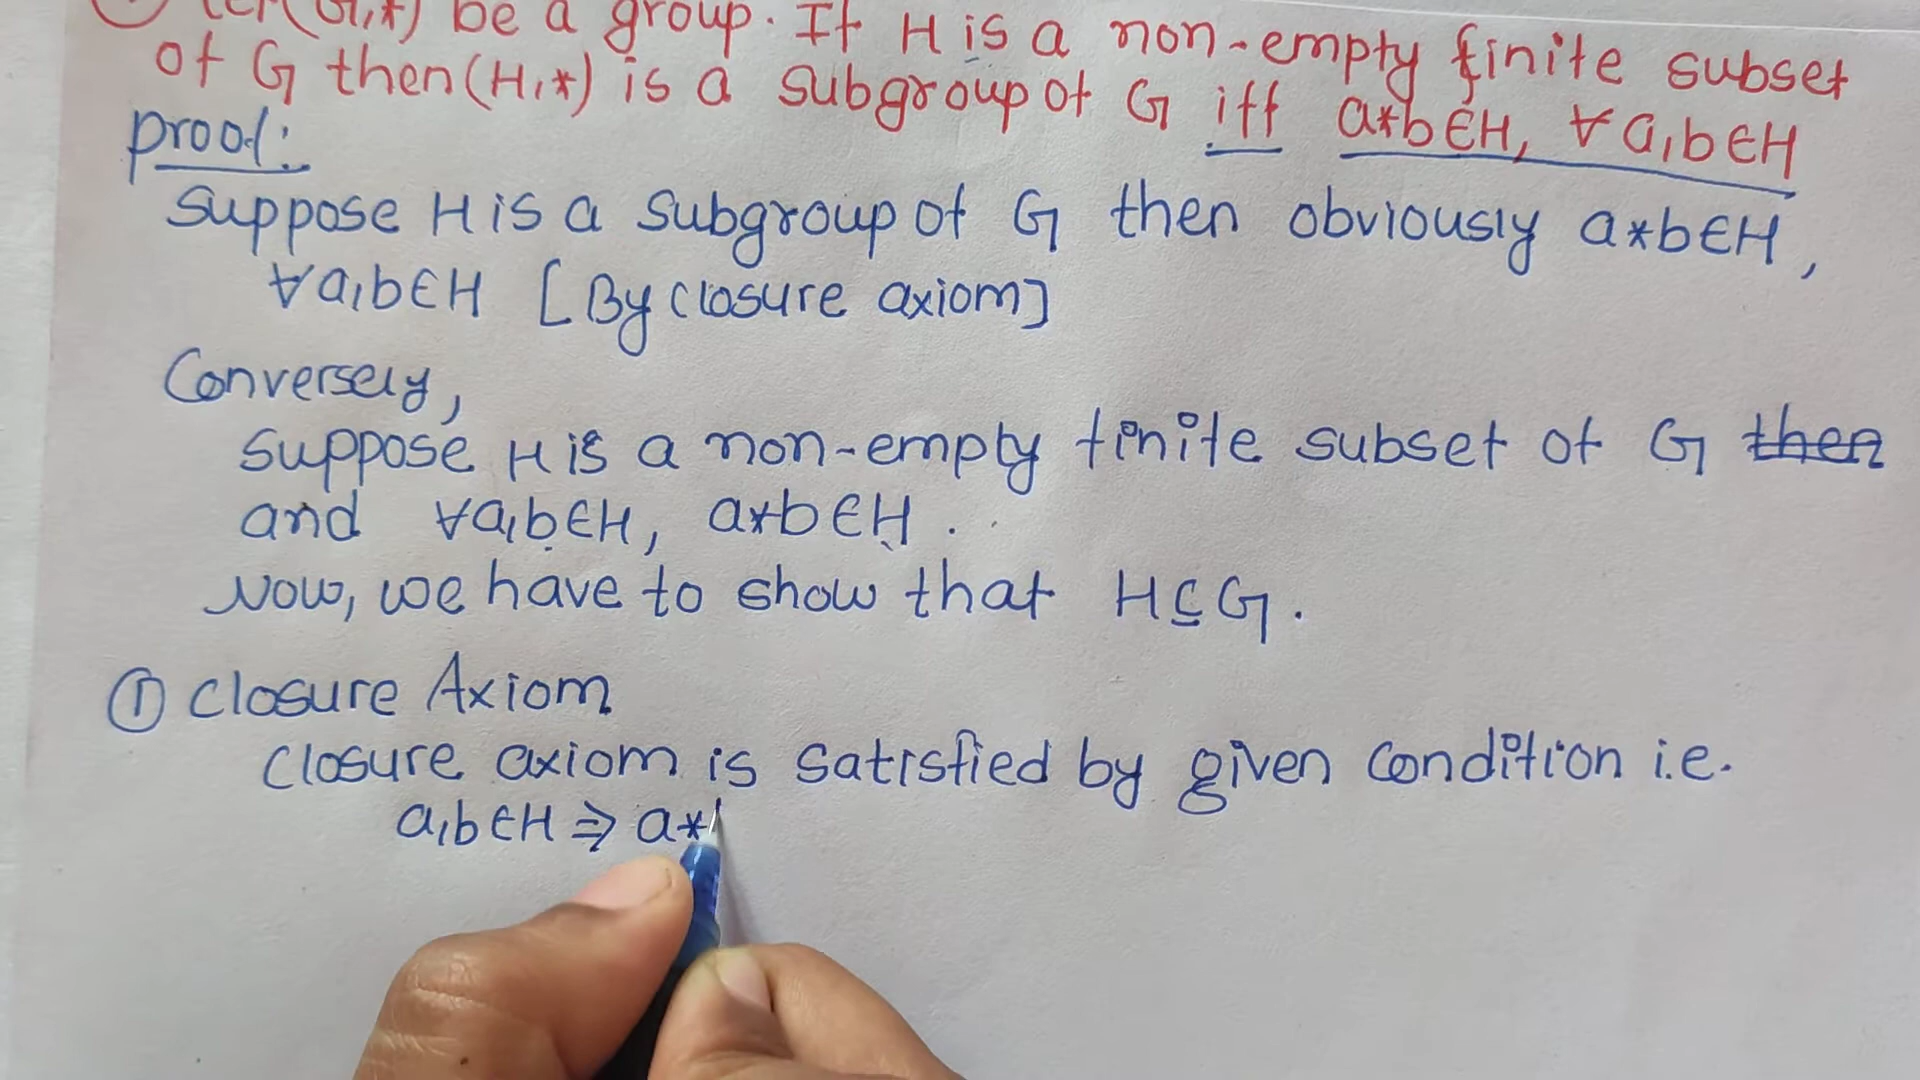 Let (G,*) be a group. If H is a non-empty finite subset
of G then (H,*) is a subgroup of G iff a*b∈H, ∀ a,b∈H
proof:
Suppose H is a subgroup of G then obviously a*b∈H,
∀a,b∈H [By closure axiom]
Conversely,
suppose H is a non-empty finite subset of G then
and ∀a,b∈H, a*b∈H.
Now, we have to show that H⊆G.
① Closure Axiom
Closure axiom is satisfied by given condition i.e.
a,b∈H ⇒ a*